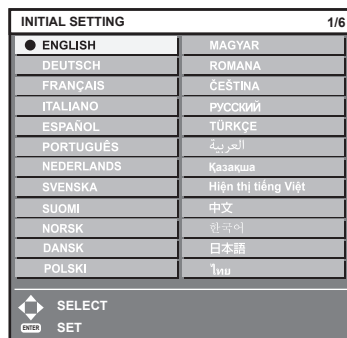 INITIAL SETTING 1/6
ENGLISH
DEUTSCH
FRANÇAIS
ITALIANO
ESPAÑOL
PORTUGUÊS
NEDERLANDS
SVENSKA
SUOMI
NORSK
DANSK
POLSKI
MAGYAR
ROMANA
ČEŠTINA
РУССКИЙ
TÜRKÇE
العربية
Қазақша
Hiện thị tiếng Việt
中文
한국어
日本語
ไทย
SELECT
ENTER SET